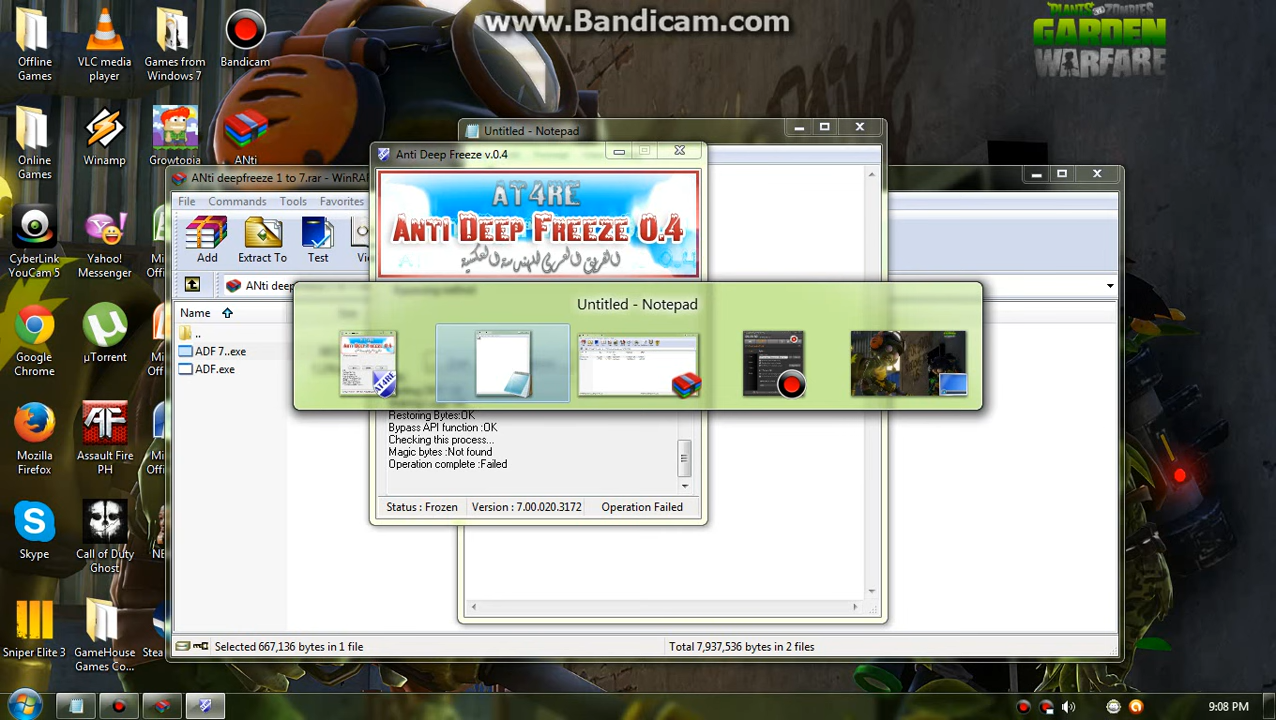 www.Bandicam.com
PLANTS vs. ZOMBIES
GARDEN
WARFARE
Offline
Games
VLC media
player
Games from
Windows 7
Bandicam
Online
Games
Winamp
Growtopia
ANti
CyberLink
YouCam 5
Yahoo!
Messenger
Google
Chrome
µTorrent
Mozilla
Firefox
Assault Fire
PH
Skype
Call of Duty
Ghost
Sniper Elite 3
GameHouse
Games Co...
Untitled - Notepad
Anti Deep Freeze v.0.4
AT4RE
ANTI DEEP FREEZE 0.4
الفريق العربي للهندسة العكسية
ANti deepfreeze 1 to 7.rar - WinRAR
File Commands Tools Favorites
Add Extract To Test
ANti deep
Name
..
ADF 7..exe
ADF.exe
Untitled - Notepad
Restoring Bytes:OK
Bypass API function :OK
Checking this process...
Magic bytes :Not found
Operation complete :Failed
Status : Frozen Version : 7.00.020.3172 Operation Failed
Selected 667,136 bytes in 1 file
Total 7,937,536 bytes in 2 files
9:08 PM